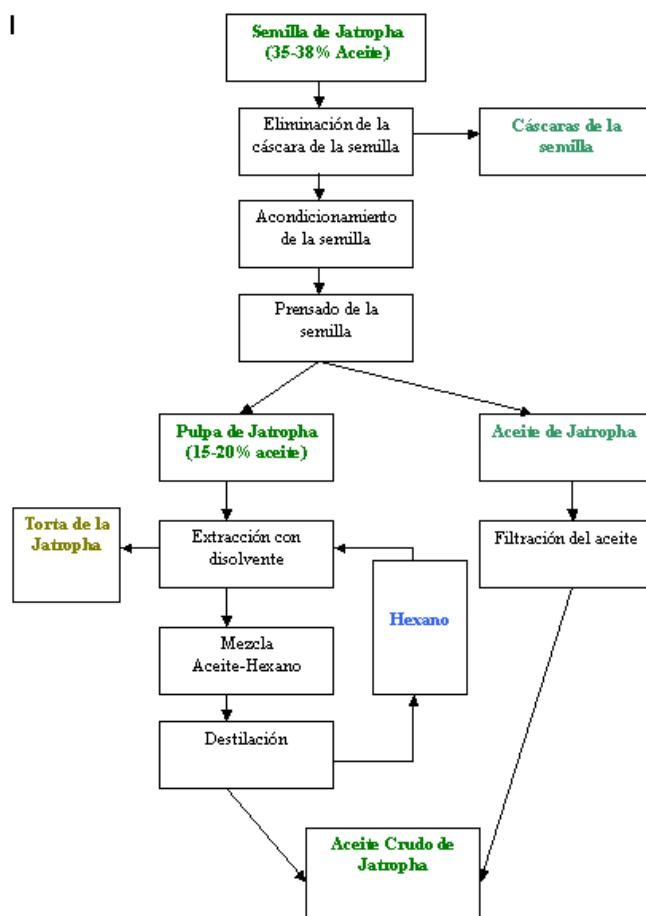 I
Semilla de Jatropha
(35-38% Aceite)
Eliminación de la
cáscara de la semilla
Cáscaras de la
semilla
Acondicionamiento
de la semilla
Prensado de la
semilla
Pulpa de Jatropha
(15-20% aceite)
Aceite de Jatropha
Torta de la
Jatropha
Extracción con
disolvente
Filtración del aceite
Hexano
Mezcla
Aceite-Hexano
Destilación
Aceite Crudo de
Jatropha